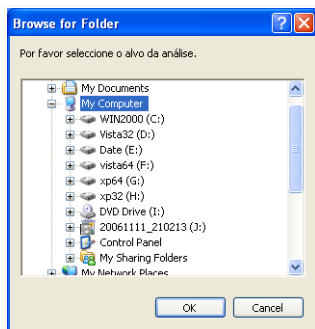 Browse for Folder
Por favor seleccione o alvo da análise.
My Documents
My Computer
WIN2000 (C:)
Vista32 (D:)
Date (E:)
vista64 (F:)
xp64 (G:)
xp32 (H:)
DVD Drive (I:)
20061111_210213 (J:)
Control Panel
My Sharing Folders
My Network Places
OK Cancel